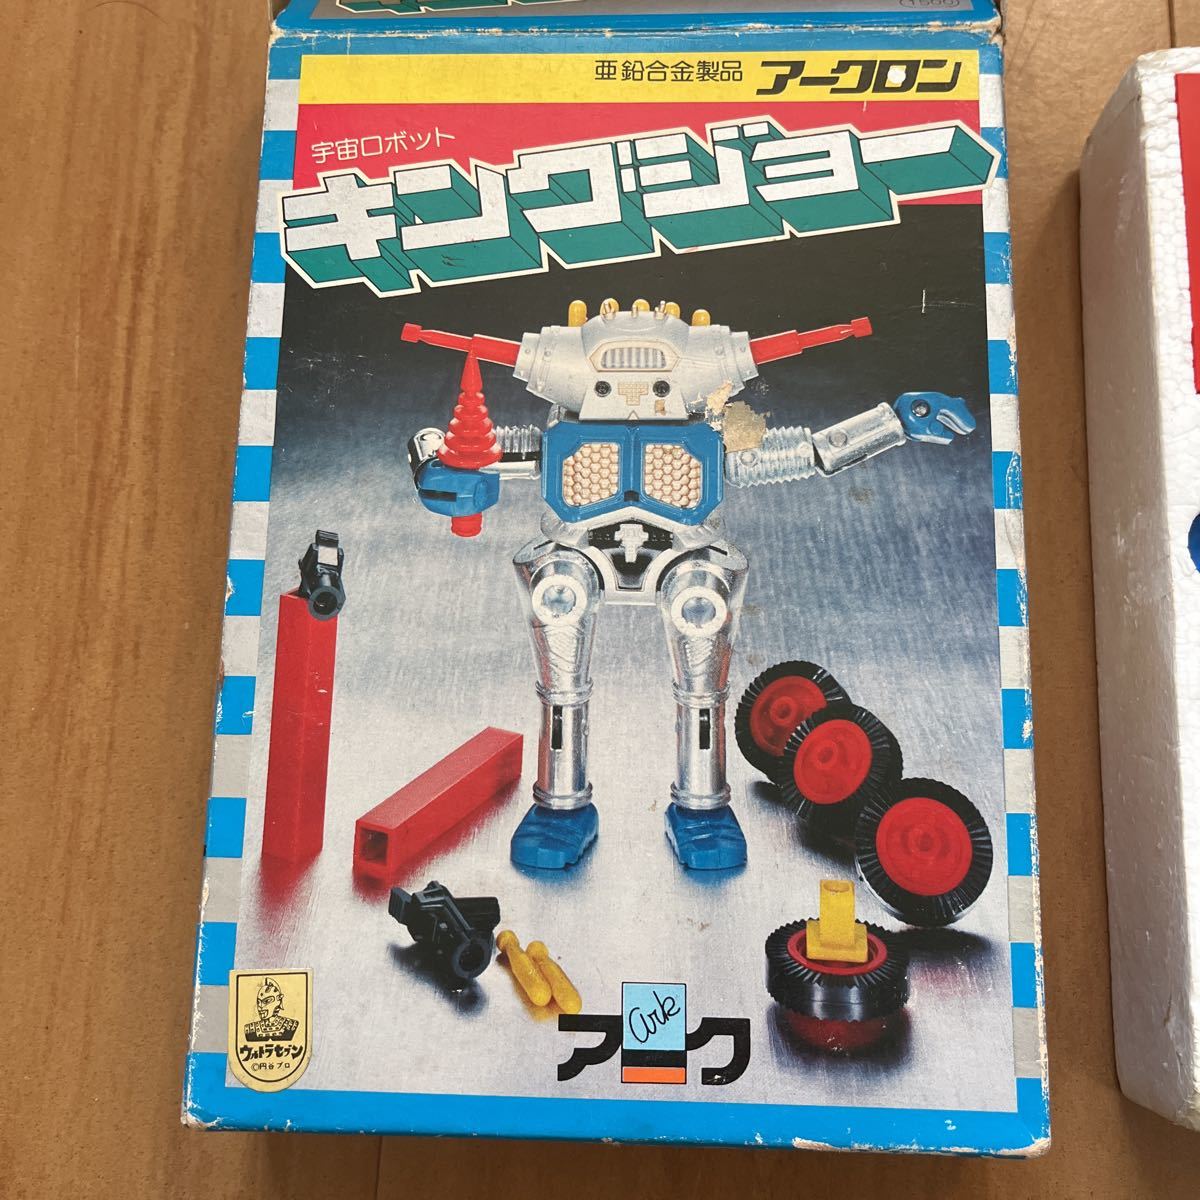 1500
亜鉛合金製品 アークロン
宇宙ロボット
キングジョー
ark
アーク
ウルトラセブン
©円谷プロ